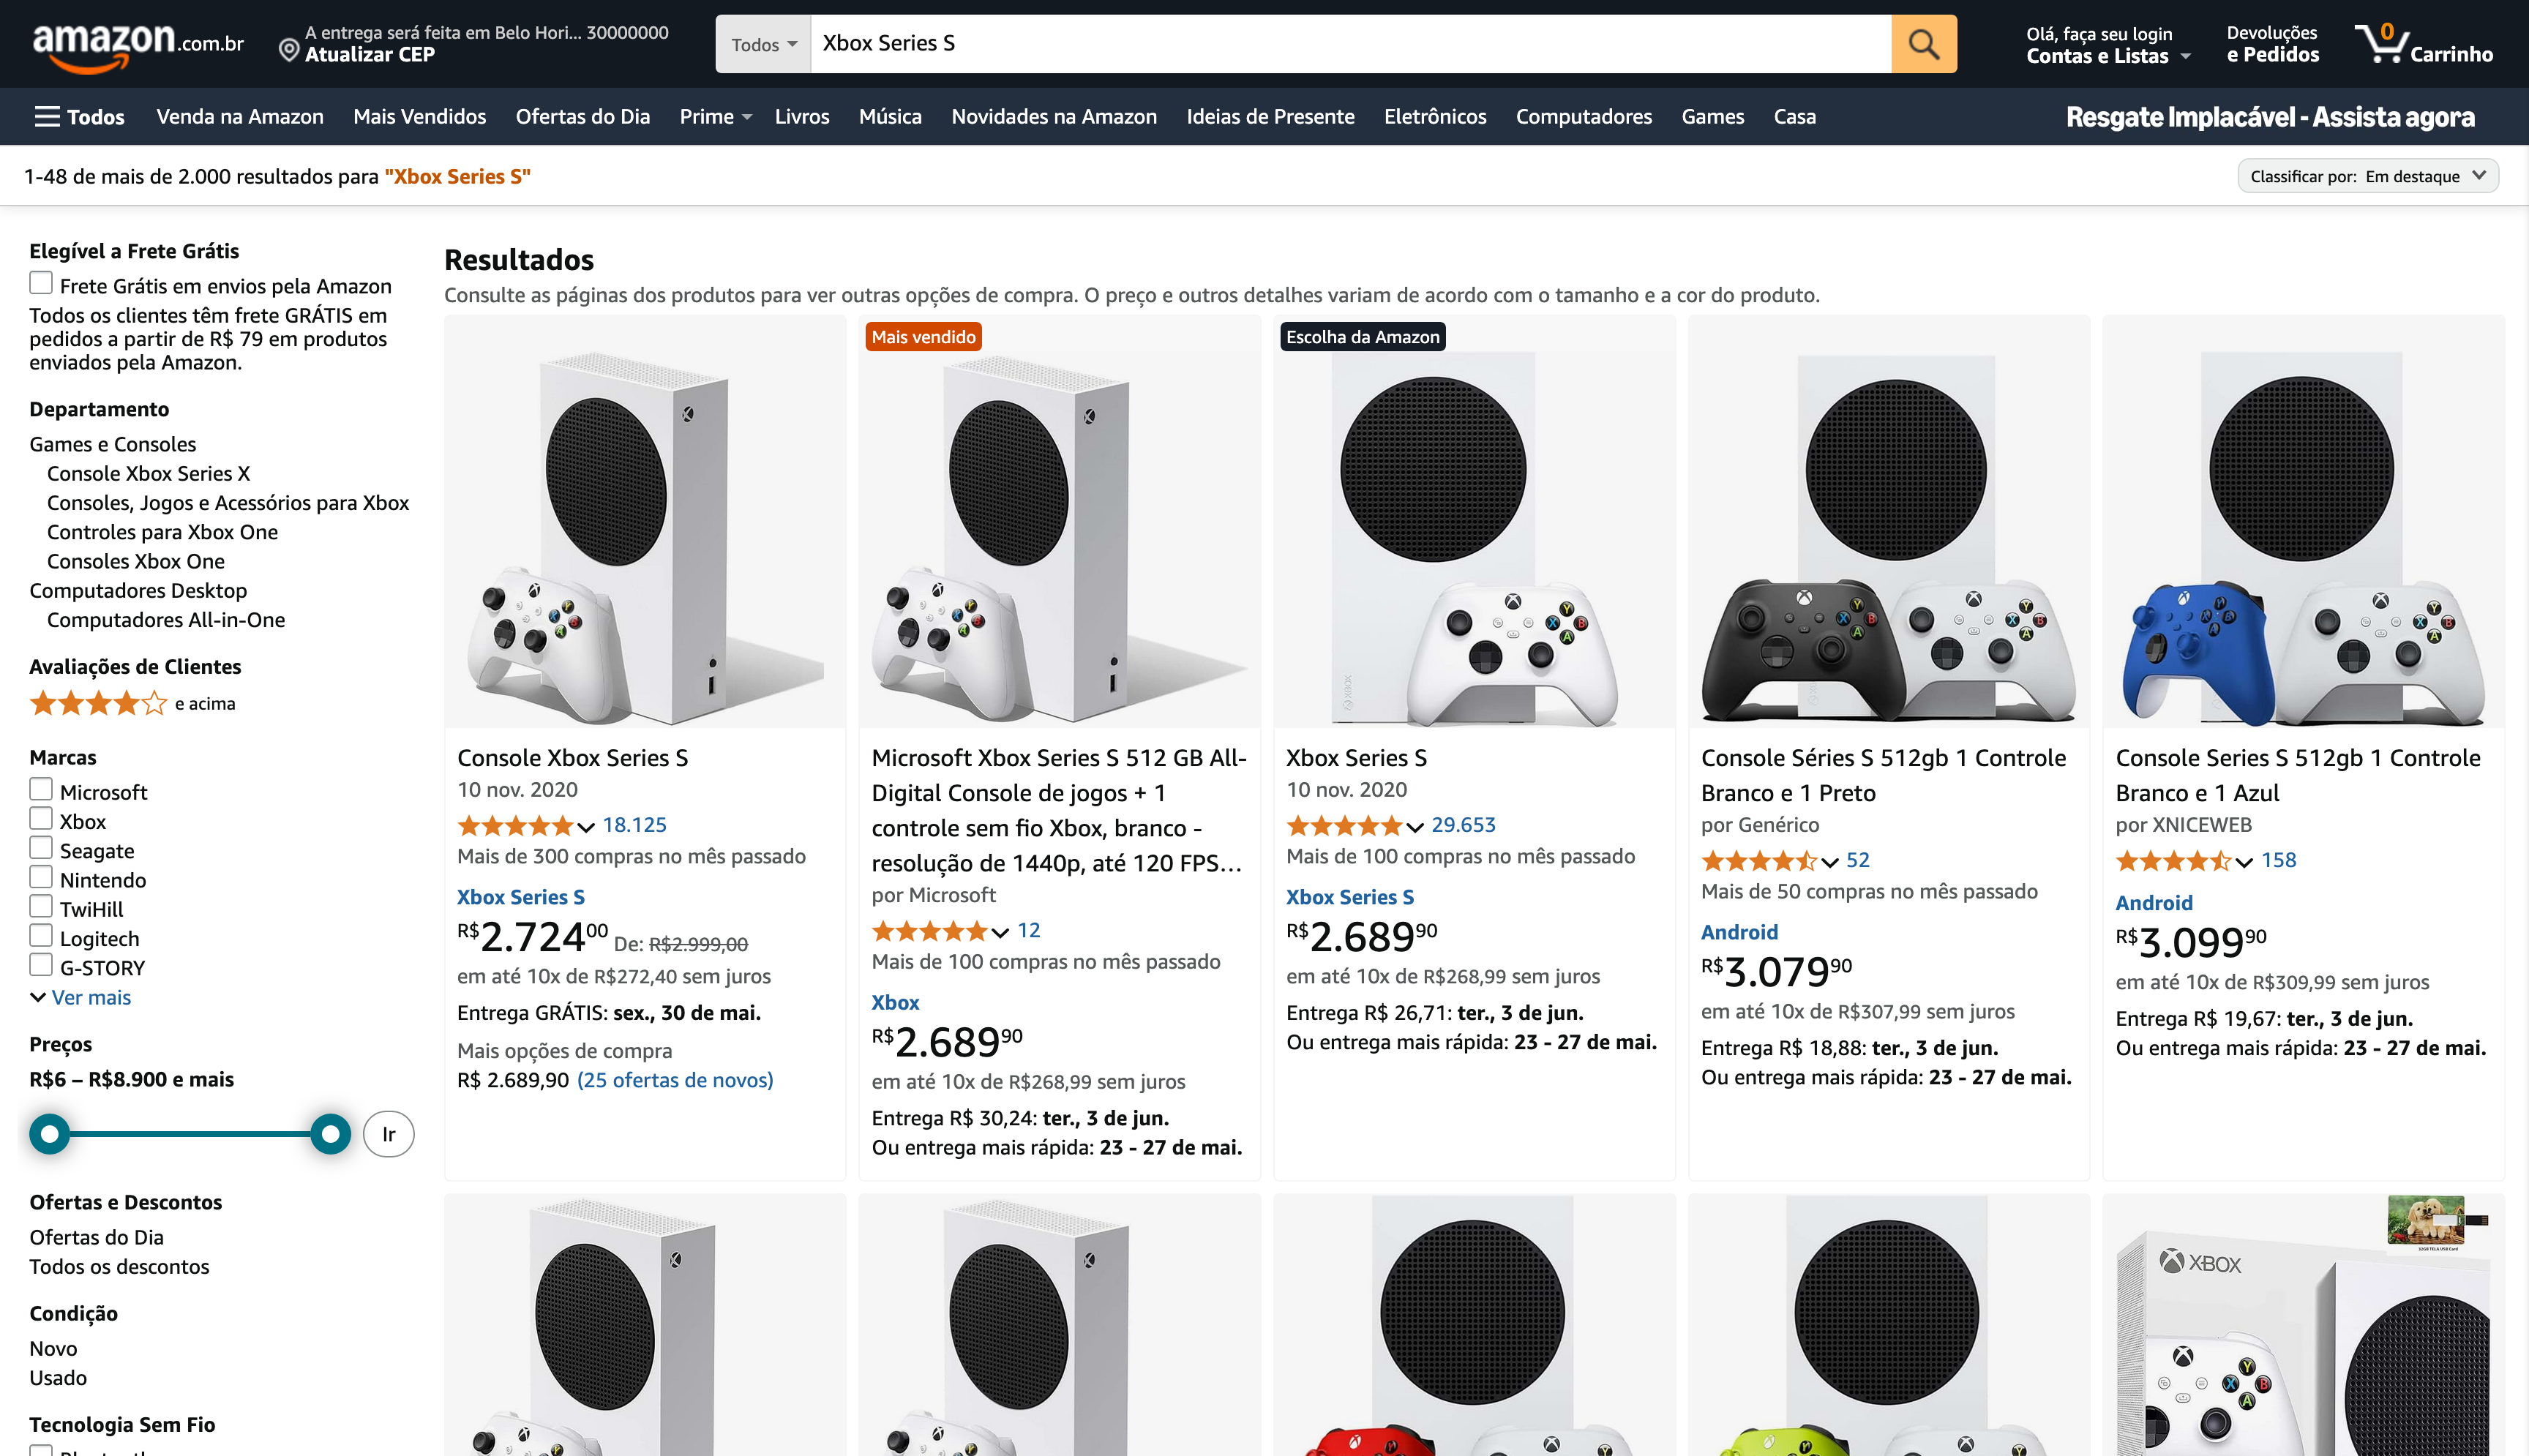 amazon.com.br
A entrega será feita em Belo Hori... 30000000
Atualizar CEP
Todos
Xbox Series S
Olá, faça seu login
Contas e Listas
Devoluções
e Pedidos
0
Carrinho
Todos
Venda na Amazon
Mais Vendidos
Ofertas do Dia
Prime
Livros
Música
Novidades na Amazon
Ideias de Presente
Eletrônicos
Computadores
Games
Casa
Resgate Implacável - Assista agora
1-48 de mais de 2.000 resultados para "Xbox Series S"
Classificar por: Em destaque
Elegível a Frete Grátis
Frete Grátis em envios pela Amazon
Todos os clientes têm frete GRÁTIS em
pedidos a partir de R$ 79 em produtos
enviados pela Amazon.
Departamento
Games e Consoles
Console Xbox Series X
Consoles, Jogos e Acessórios para Xbox
Controles para Xbox One
Consoles Xbox One
Computadores Desktop
Computadores All-in-One
Avaliações de Clientes
e acima
Marcas
Microsoft
Xbox
Seagate
Nintendo
TwiHill
Logitech
G-STORY
Ver mais
Preços
R$6 – R$8.900 e mais
Ir
Ofertas e Descontos
Ofertas do Dia
Todos os descontos
Condição
Novo
Usado
Tecnologia Sem Fio
Resultados
Consulte as páginas dos produtos para ver outras opções de compra. O preço e outros detalhes variam de acordo com o tamanho e a cor do produto.
Console Xbox Series S
10 nov. 2020
18.125
Mais de 300 compras no mês passado
Xbox Series S
R$2.72400 De: R$2.999,00
em até 10x de R$272,40 sem juros
Entrega GRÁTIS: sex., 30 de mai.
Mais opções de compra
R$ 2.689,90 (25 ofertas de novos)
Mais vendido
Microsoft Xbox Series S 512 GB All-
Digital Console de jogos + 1
controle sem fio Xbox, branco -
resolução de 1440p, até 120 FPS…
por Microsoft
12
Mais de 100 compras no mês passado
Xbox
R$2.68990
em até 10x de R$268,99 sem juros
Entrega R$ 30,24: ter., 3 de jun.
Ou entrega mais rápida: 23 - 27 de mai.
Escolha da Amazon
XBOX
Xbox Series S
10 nov. 2020
29.653
Mais de 100 compras no mês passado
Xbox Series S
R$2.68990
em até 10x de R$268,99 sem juros
Entrega R$ 26,71: ter., 3 de jun.
Ou entrega mais rápida: 23 - 27 de mai.
Console Séries S 512gb 1 Controle
Branco e 1 Preto
por Genérico
52
Mais de 50 compras no mês passado
Android
R$3.07990
em até 10x de R$307,99 sem juros
Entrega R$ 18,88: ter., 3 de jun.
Ou entrega mais rápida: 23 - 27 de mai.
Console Series S 512gb 1 Controle
Branco e 1 Azul
por XNICEWEB
158
Android
R$3.09990
em até 10x de R$309,99 sem juros
Entrega R$ 19,67: ter., 3 de jun.
Ou entrega mais rápida: 23 - 27 de mai.
XBOX